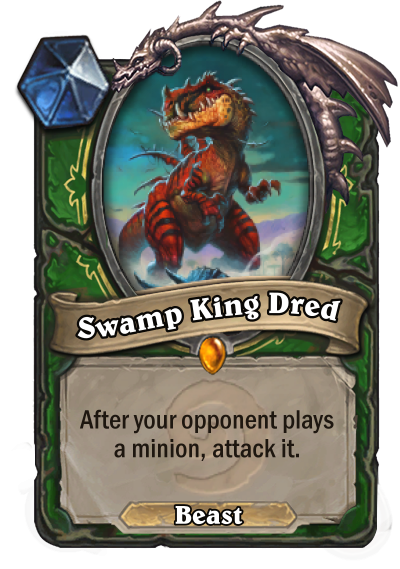 Swamp King Dred
After your opponent plays
a minion, attack it.
Beast